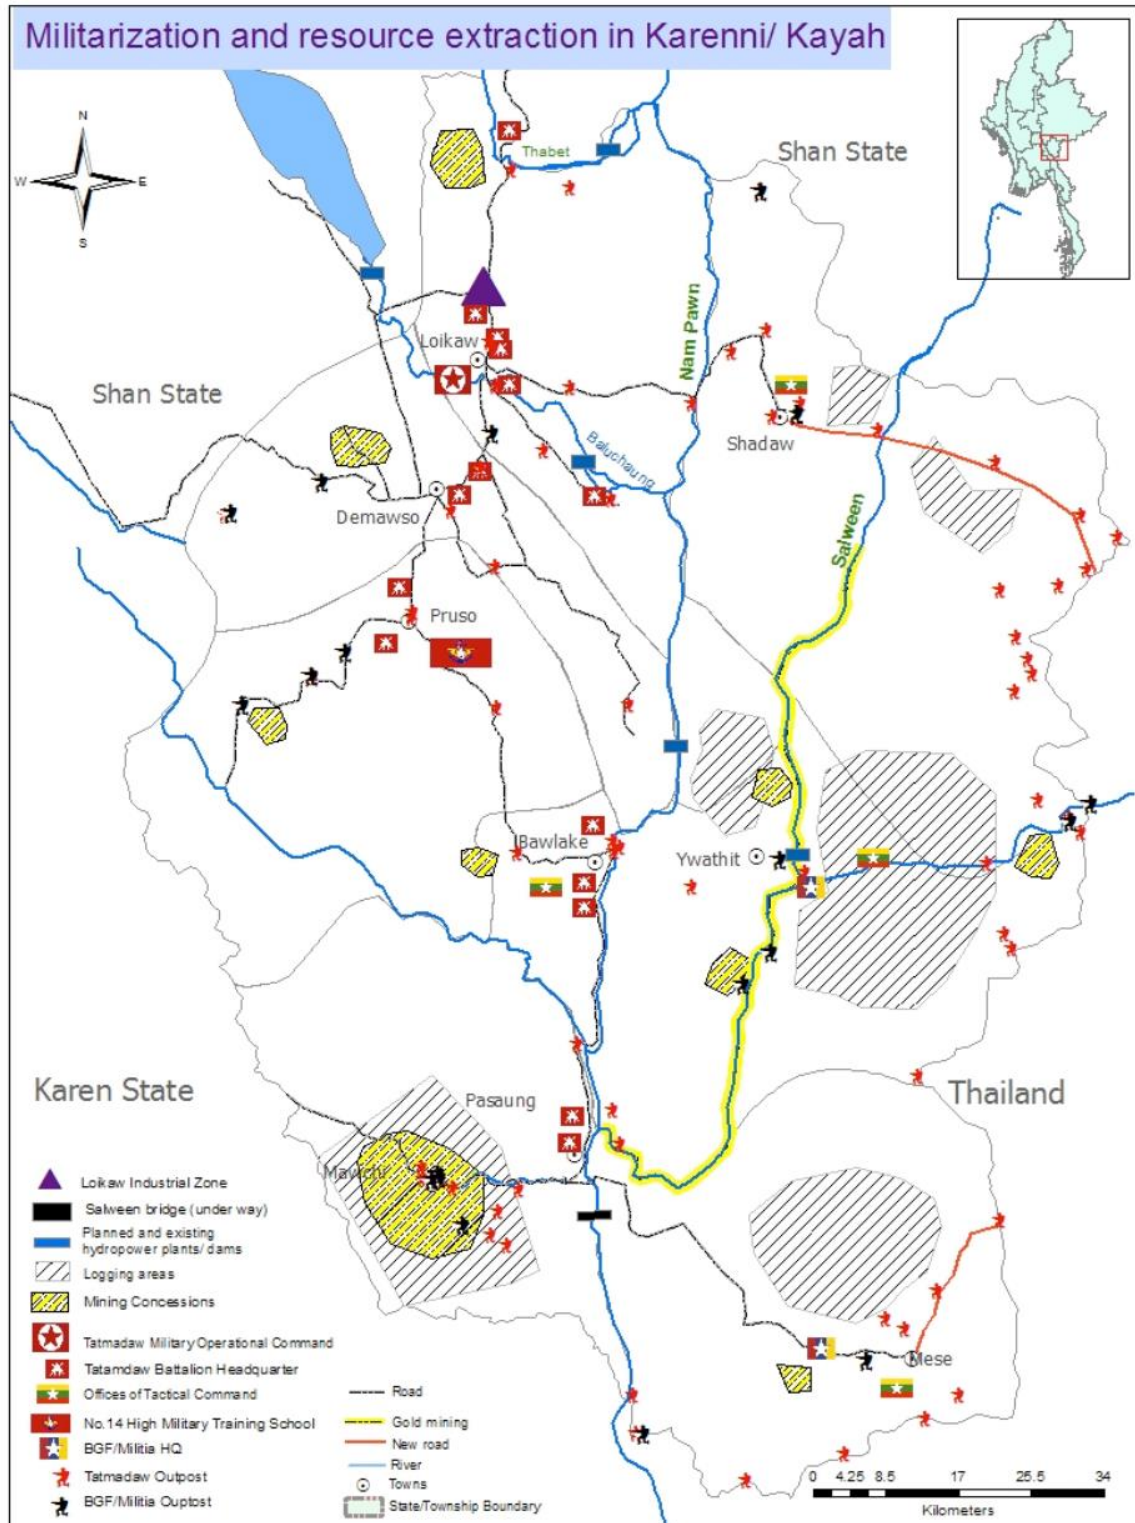 Militarization and resource extraction in Karenni/ Kayah
N
W
E
S
Thabet
Shan State
Nam Pawn
Loikaw
Shan State
Shadaw
Baluchaung
Demawso
Salween
Pruso
Bawlake
Ywathit
Karen State
Pasaung
Thailand
Mawchi
Mese
Loikaw Industrial Zone
Salween bridge (under way)
Planned and existing
hydropower plants/ dams
Logging areas
Mining Concessions
Tatmadaw Military Operational Command
Tatamdaw Battalion Headquarter
Offices of Tactical Command
No.14 High Military Training School
BGF/Militia HQ
Tatmadaw Outpost
BGF/Militia Ouptost
Road
Gold mining
New road
River
Towns
State/Township Boundary
0 4.25 8.5 17 25.5 34
Kilometers